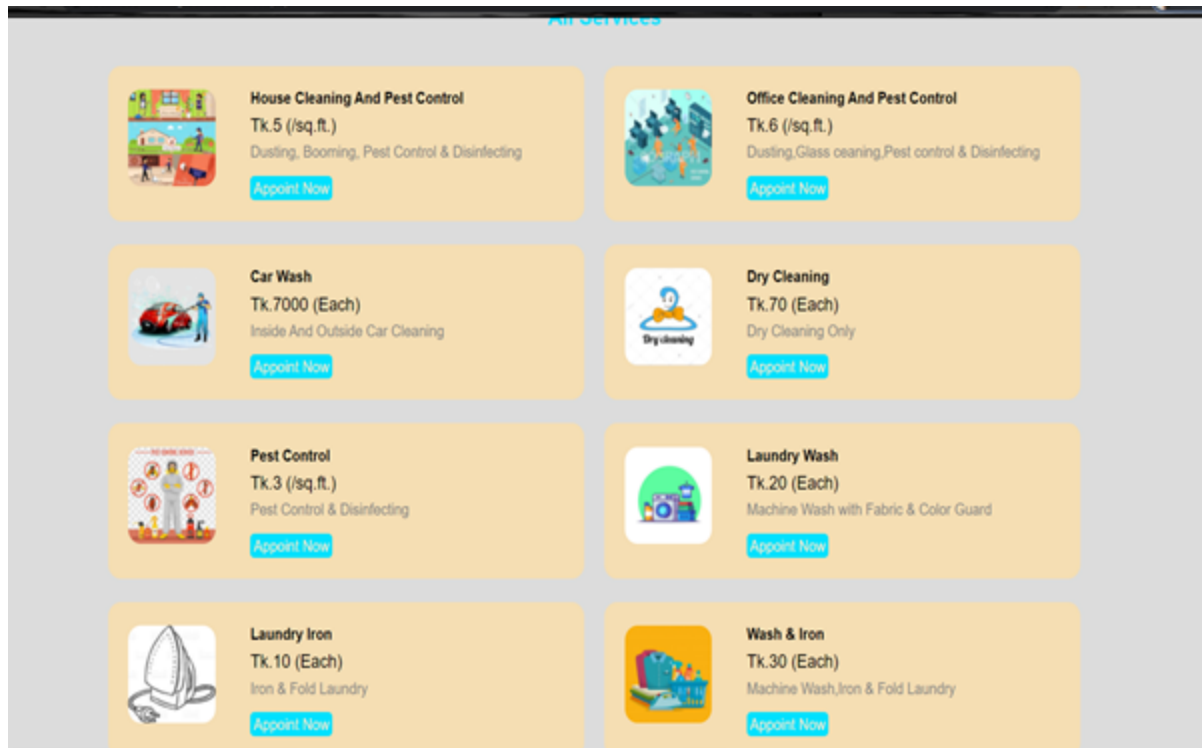 All Services
House Cleaning And Pest Control
Tk.5 (/sq.ft.)
Dusting, Booming, Pest Control & Disinfecting
Appoint Now
Office Cleaning And Pest Control
Tk.6 (/sq.ft.)
Dusting,Glass ceaning,Pest control & Disinfecting
Appoint Now
Car Wash
Tk.7000 (Each)
Inside And Outside Car Cleaning
Appoint Now
Dry cleaning
Dry Cleaning
Tk.70 (Each)
Dry Cleaning Only
Appoint Now
Pest Control
Tk.3 (/sq.ft.)
Pest Control & Disinfecting
Appoint Now
Laundry Wash
Tk.20 (Each)
Machine Wash with Fabric & Color Guard
Appoint Now
Laundry Iron
Tk.10 (Each)
Iron & Fold Laundry
Appoint Now
Wash & Iron
Tk.30 (Each)
Machine Wash,Iron & Fold Laundry
Appoint Now